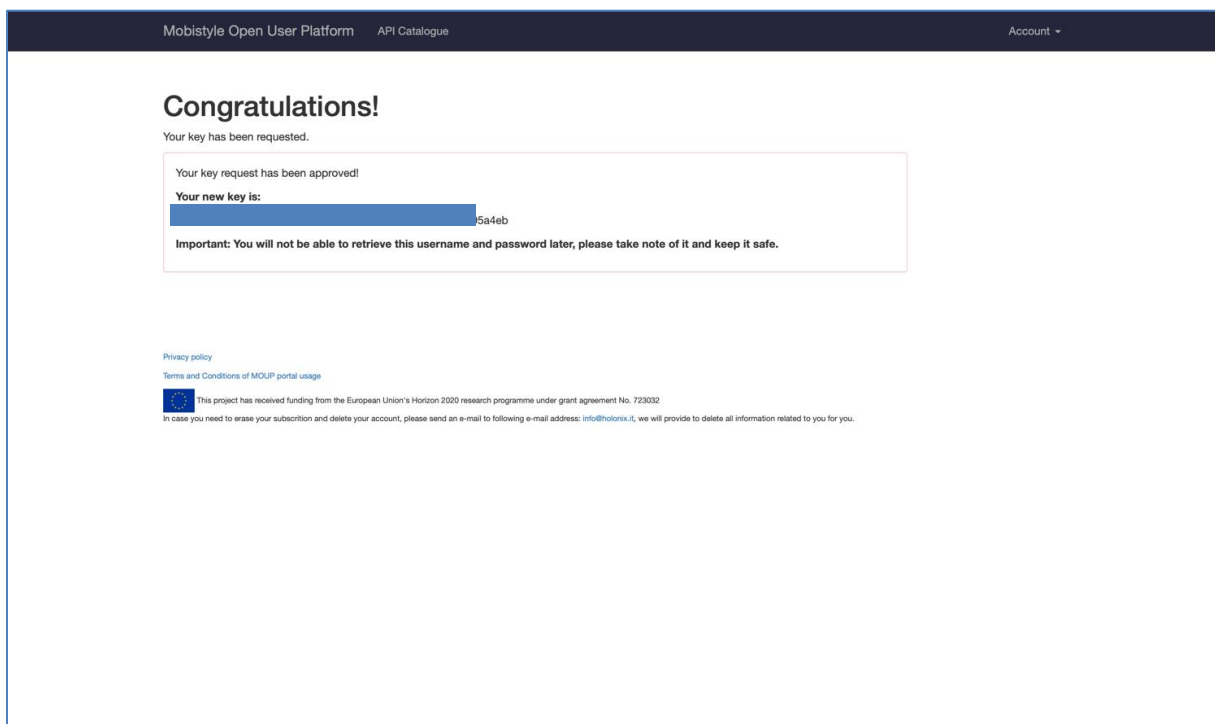 Mobistyle Open User Platform API Catalogue Account
Congratulations!
Your key has been requested.
Your key request has been approved!
Your new key is:
5a4eb
Important: You will not be able to retrieve this username and password later, please take note of it and keep it safe.
Privacy policy
Terms and Conditions of MOUP portal usage
This project has received funding from the European Union's Horizon 2020 research programme under grant agreement No. 723032
In case you need to erase your subscrition and delete your account, please send an e-mail to following e-mail address: info@holonix.it, we will provide to delete all information related to you for you.